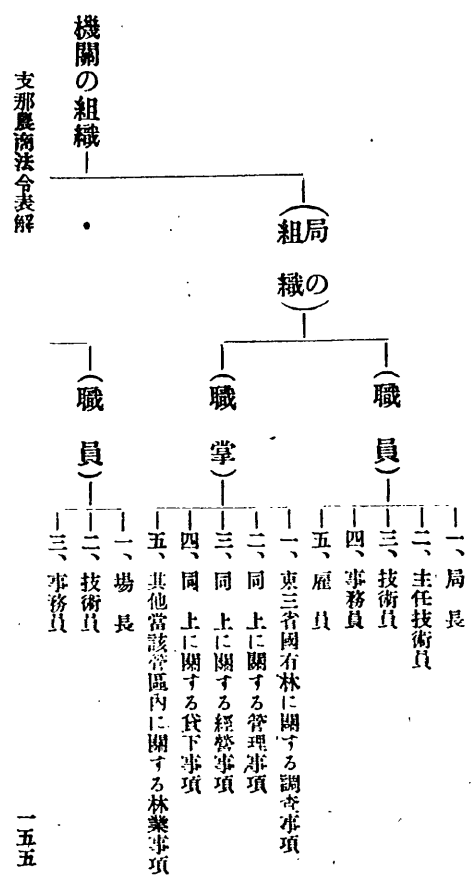 機關の組織
(局の組織)
(職員)
一、局長
二、主任技術員
三、技術員
四、事務員
五、雇員
(職掌)
一、東三省國有林に關する調査事項
二、同上に關する管理事項
三、同上に關する經營事項
四、同上に關する貸下事項
五、其他當該管區內に關する林業事項
(職員)
一、場長
二、技術員
三、事務員
支那農商法令表解
一五五